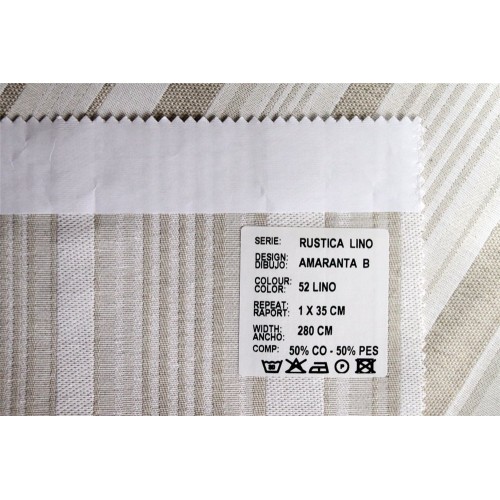 SERIE: RUSTICA LINO
DESIGN:
DIBUJO: AMARANTA B
COLOUR:
COLOR: 52 LINO
REPEAT:
RAPORT: 1 X 35 CM
WIDTH:
ANCHO: 280 CM
COMP: 50% CO - 50% PES